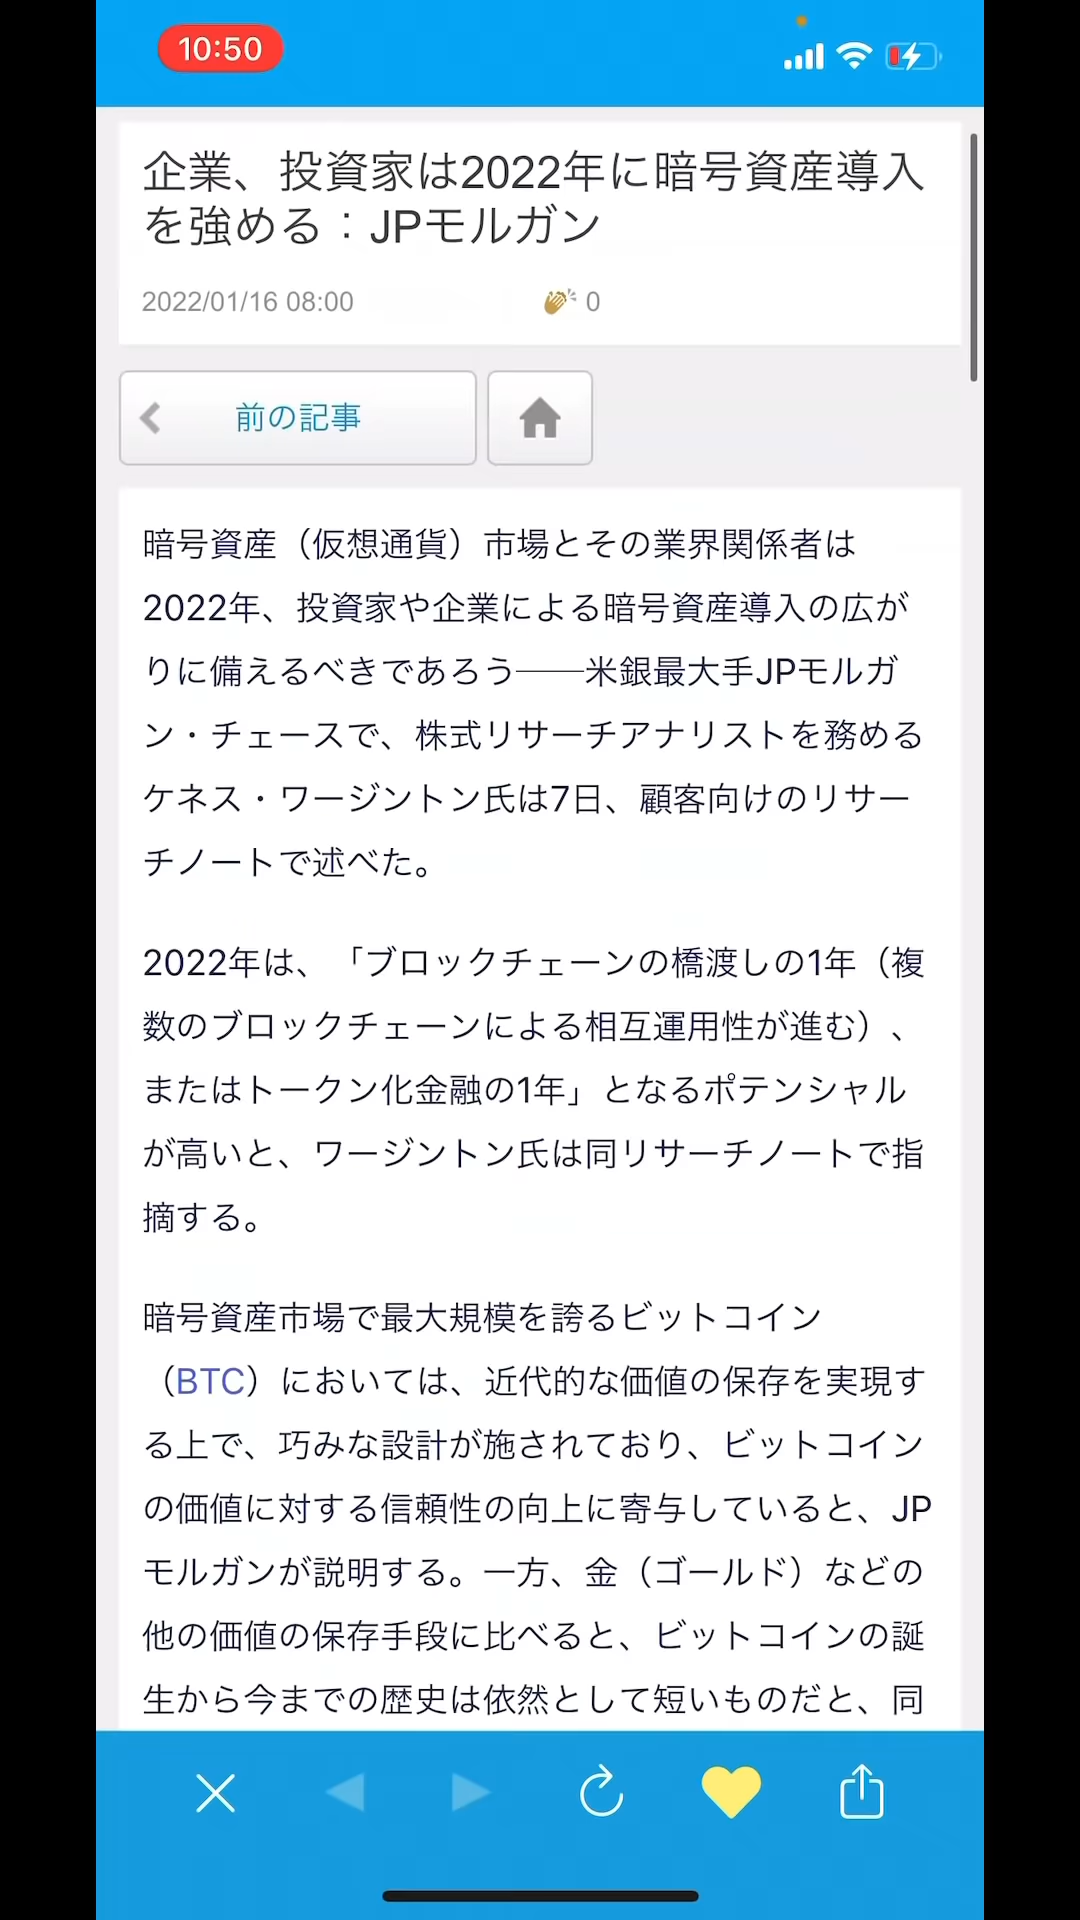 10:50
企業、投資家は2022年に暗号資産導入
を強める：JPモルガン
2022/01/16 08:00
0
前の記事
暗号資産（仮想通貨）市場とその業界関係者は
2022年、投資家や企業による暗号資産導入の広が
りに備えるべきであろう──米銀最大手JPモルガ
ン・チェースで、株式リサーチアナリストを務める
ケネス・ワージントン氏は7日、顧客向けのリサー
チノートで述べた。
2022年は、「ブロックチェーンの橋渡しの1年（複
数のブロックチェーンによる相互運用性が進む）、
またはトークン化金融の1年」となるポテンシャル
が高いと、ワージントン氏は同リサーチノートで指
摘する。
暗号資産市場で最大規模を誇るビットコイン
（BTC）においては、近代的な価値の保存を実現す
る上で、巧みな設計が施されており、ビットコイン
の価値に対する信頼性の向上に寄与していると、JP
モルガンが説明する。一方、金（ゴールド）などの
他の価値の保存手段に比べると、ビットコインの誕
生から今までの歴史は依然として短いものだと、同